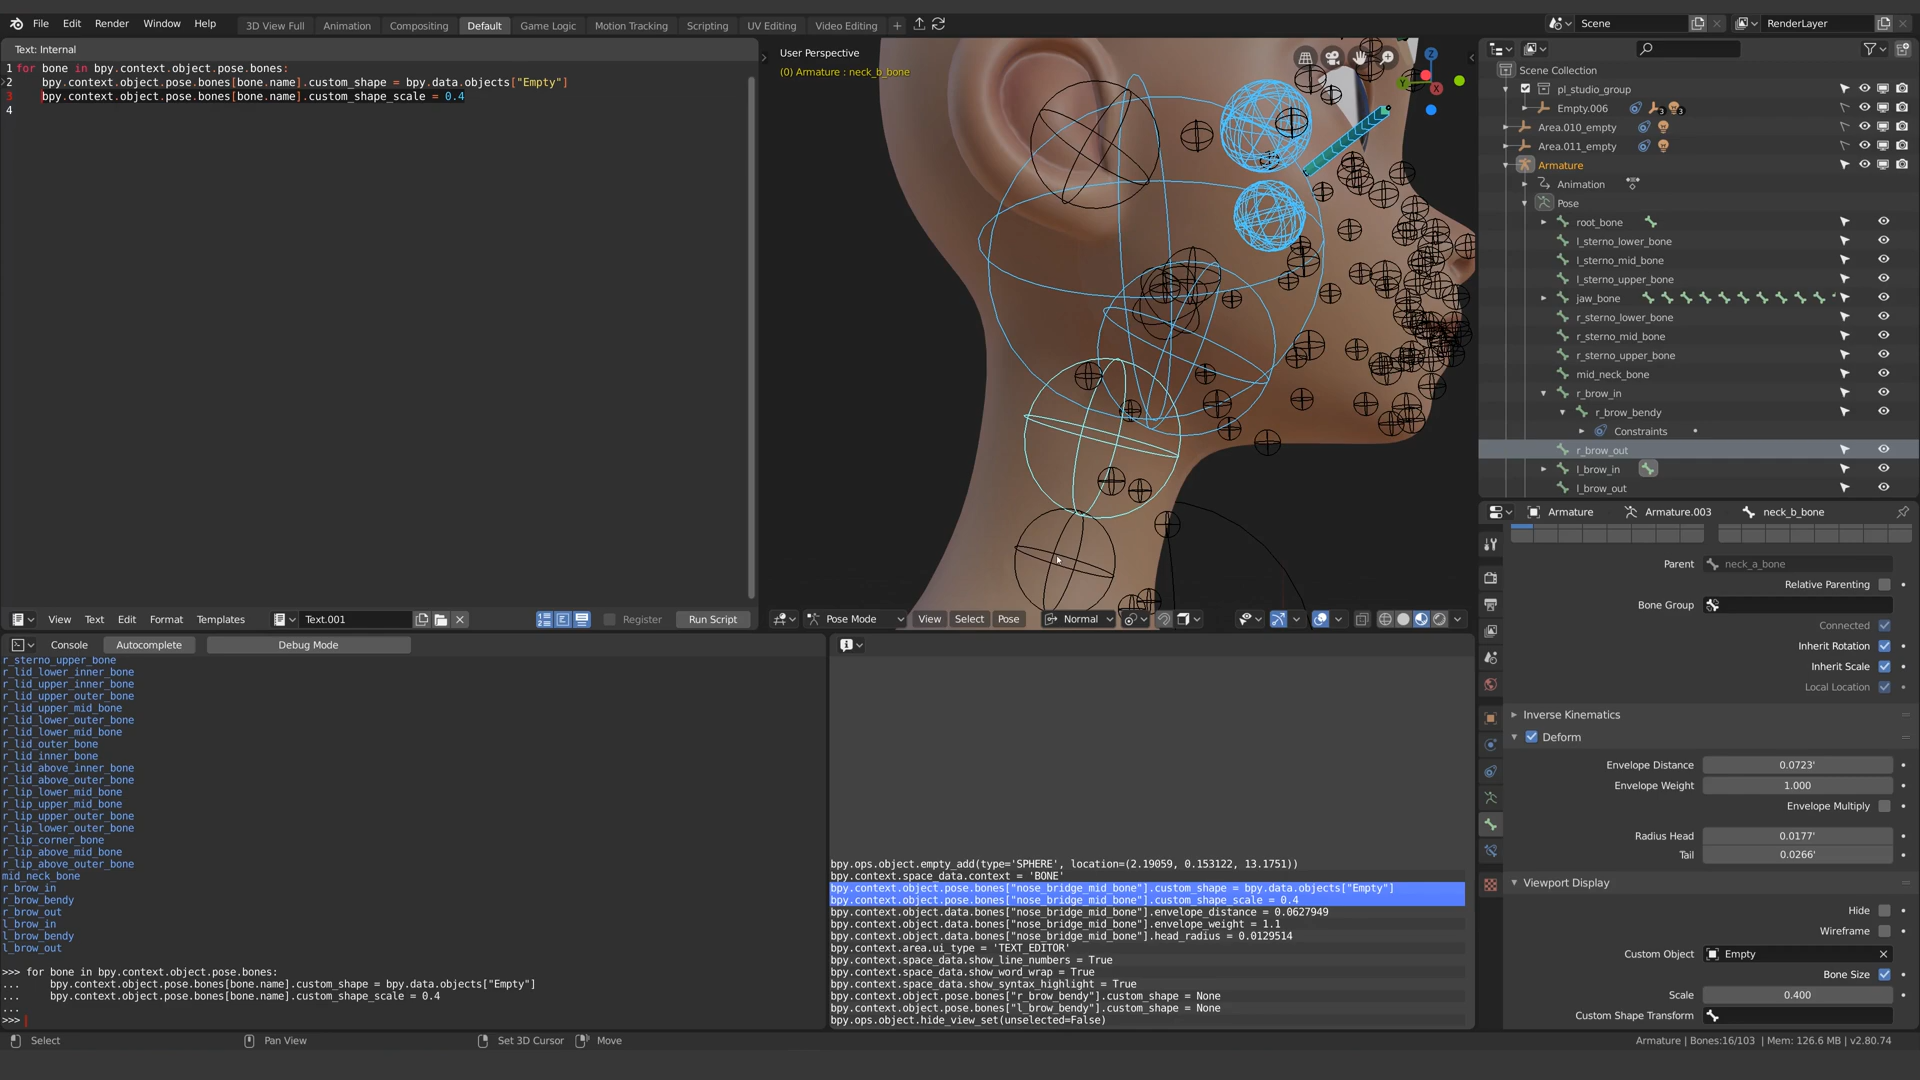 File Edit Render Window Help
3D View Full Animation Compositing Default Game Logic Motion Tracking Scripting UV Editing Video Editing +
Scene
RenderLayer
Text: Internal
1 for bone in bpy.context.object.pose.bones:
2 bpy.context.object.pose.bones[bone.name].custom_shape = bpy.data.objects["Empty"]
3 bpy.context.object.pose.bones[bone.name].custom_shape_scale = 0.4
4
View Text Edit Format Templates Text.001 Register Run Script
User Perspective
(0) Armature : neck_b_bone
Z
Y
X
Pose Mode View Select Pose Normal
Console Autocomplete Debug Mode
r_sterno_upper_bone
r_lid_lower_inner_bone
r_lid_upper_inner_bone
r_lid_upper_outer_bone
r_lid_upper_mid_bone
r_lid_lower_outer_bone
r_lid_lower_mid_bone
r_lid_outer_bone
r_lid_inner_bone
r_lid_above_inner_bone
r_lid_above_outer_bone
r_lip_lower_mid_bone
r_lip_upper_mid_bone
r_lip_upper_outer_bone
r_lip_lower_outer_bone
r_lip_corner_bone
r_lip_above_mid_bone
r_lip_above_outer_bone
mid_neck_bone
r_brow_in
r_brow_bendy
r_brow_out
l_brow_in
l_brow_bendy
l_brow_out
>>> for bone in bpy.context.object.pose.bones:
... bpy.context.object.pose.bones[bone.name].custom_shape = bpy.data.objects["Empty"]
... bpy.context.object.pose.bones[bone.name].custom_shape_scale = 0.4
...
>>>
bpy.ops.object.empty_add(type='SPHERE', location=(2.19059, 0.153122, 13.1751))
bpy.context.space_data.context = 'BONE'
bpy.context.object.pose.bones["nose_bridge_mid_bone"].custom_shape = bpy.data.objects["Empty"]
bpy.context.object.pose.bones["nose_bridge_mid_bone"].custom_shape_scale = 0.4
bpy.context.object.data.bones["nose_bridge_mid_bone"].envelope_distance = 0.0627949
bpy.context.object.data.bones["nose_bridge_mid_bone"].envelope_weight = 1.1
bpy.context.object.data.bones["nose_bridge_mid_bone"].head_radius = 0.0129514
bpy.context.area.ui_type = 'TEXT_EDITOR'
bpy.context.space_data.show_line_numbers = True
bpy.context.space_data.show_word_wrap = True
bpy.context.space_data.show_syntax_highlight = True
bpy.context.object.pose.bones["r_brow_bendy"].custom_shape = None
bpy.context.object.pose.bones["l_brow_bendy"].custom_shape = None
bpy.ops.object.hide_view_set(unselected=False)
Scene Collection
pl_studio_group
Empty.006 3 3
Area.010_empty
Area.011_empty
Armature
Animation
Pose
root_bone
l_sterno_lower_bone
l_sterno_mid_bone
l_sterno_upper_bone
jaw_bone
r_sterno_lower_bone
r_sterno_mid_bone
r_sterno_upper_bone
mid_neck_bone
r_brow_in
r_brow_bendy
Constraints
r_brow_out
l_brow_in
l_brow_out
Armature Armature.003 neck_b_bone
Parent neck_a_bone
Relative Parenting
Bone Group
Connected
Inherit Rotation
Inherit Scale
Local Location
Inverse Kinematics
Deform
Envelope Distance 0.0723'
Envelope Weight 1.000
Envelope Multiply
Radius Head 0.0177'
Tail 0.0266'
Viewport Display
Hide
Wireframe
Custom Object Empty
Bone Size
Scale 0.400
Custom Shape Transform
Select Pan View Set 3D Cursor Move
Armature | Bones:16/103 | Mem: 126.6 MB | v2.80.74